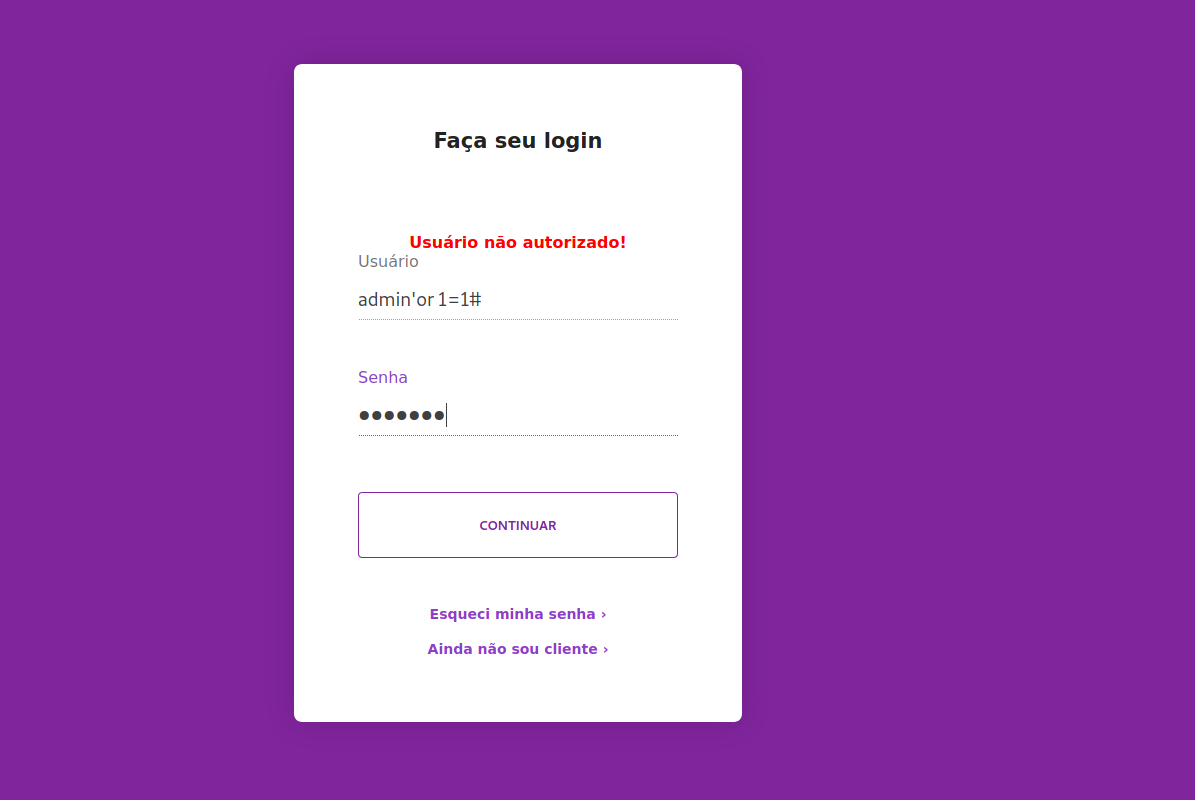 Faça seu login
Usuário não autorizado!
Usuário
admin'or 1=1#
Senha
●●●●●●●
CONTINUAR
Esqueci minha senha ›
Ainda não sou cliente ›